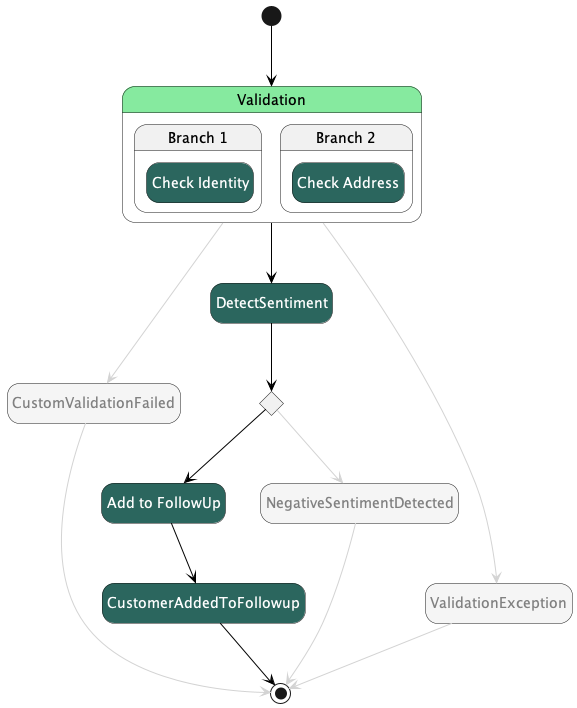 Validation
Branch 1
Branch 2
Check Identity
Check Address
DetectSentiment
CustomValidationFailed
Add to FollowUp
NegativeSentimentDetected
CustomerAddedToFollowup
ValidationException